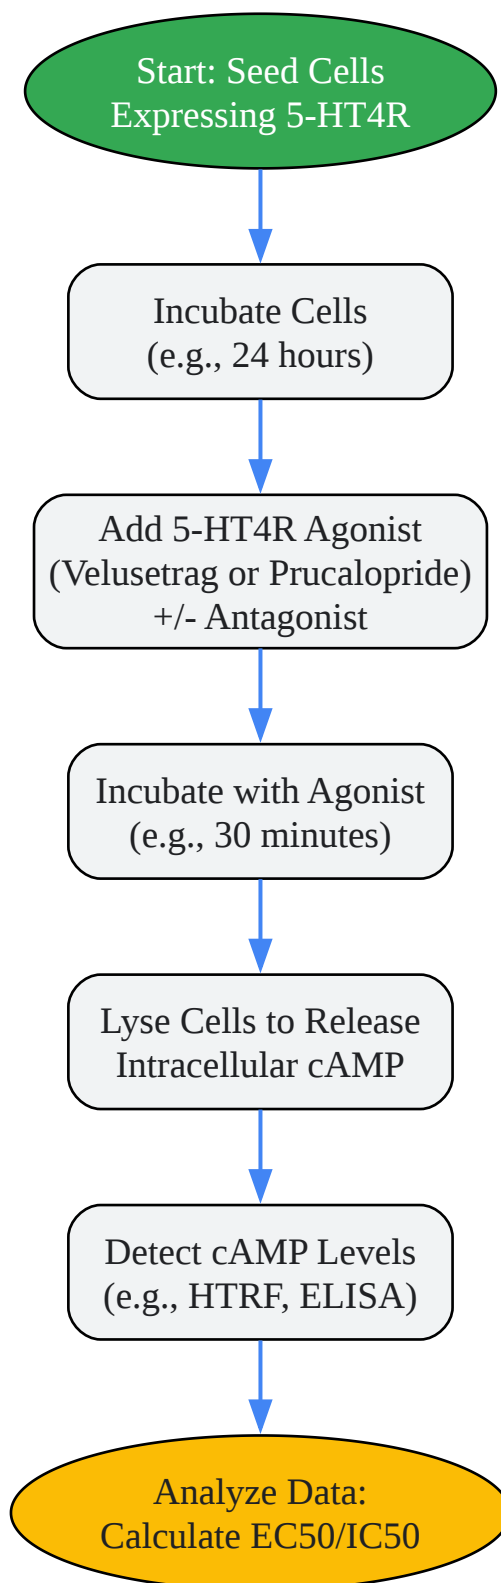 Start: Seed Cells
Expressing 5-HT4R
Incubate Cells
(e.g., 24 hours)
Add 5-HT4R Agonist
(Velusetrag or Prucalopride)
+/- Antagonist
Incubate with Agonist
(e.g., 30 minutes)
Lyse Cells to Release
Intracellular cAMP
Detect cAMP Levels
(e.g., HTRF, ELISA)
Analyze Data:
Calculate EC50/IC50